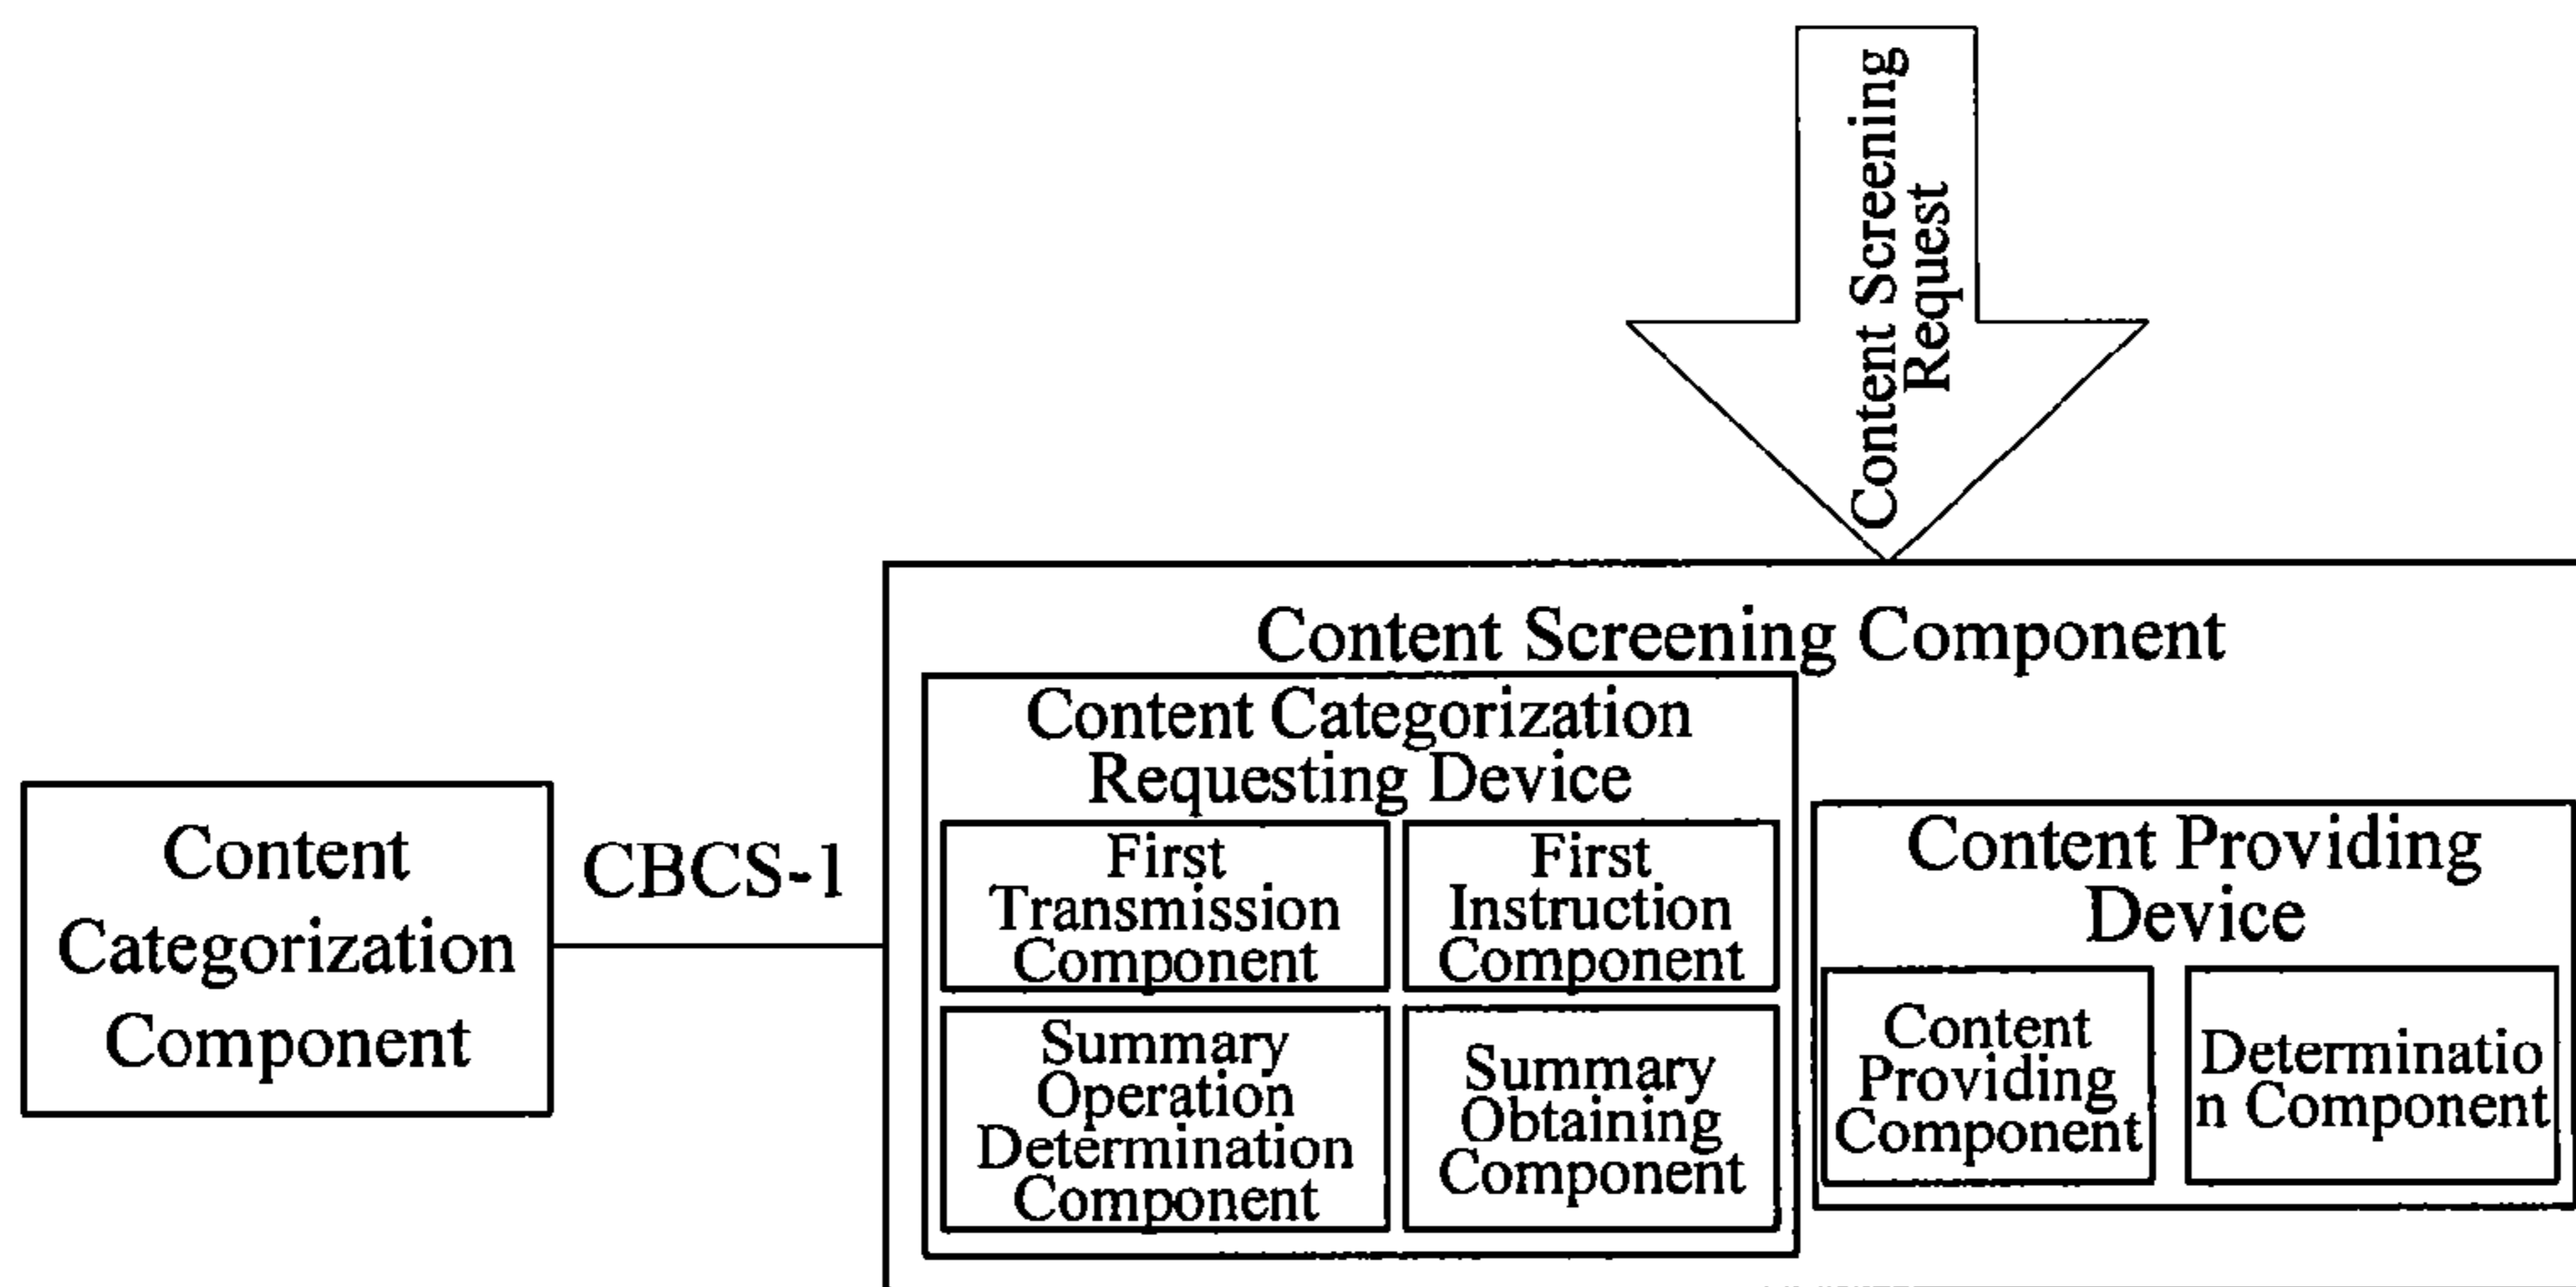 Content Screening
Request
Content Screening Component
Content Categorization
Requesting Device
First
Transmission
Component
First
Instruction
Component
Summary
Operation
Determination
Component
Summary
Obtaining
Component
Content Providing
Device
Content
Providing
Component
Determinatio
n Component
Content
Categorization
Component
CBCS-1